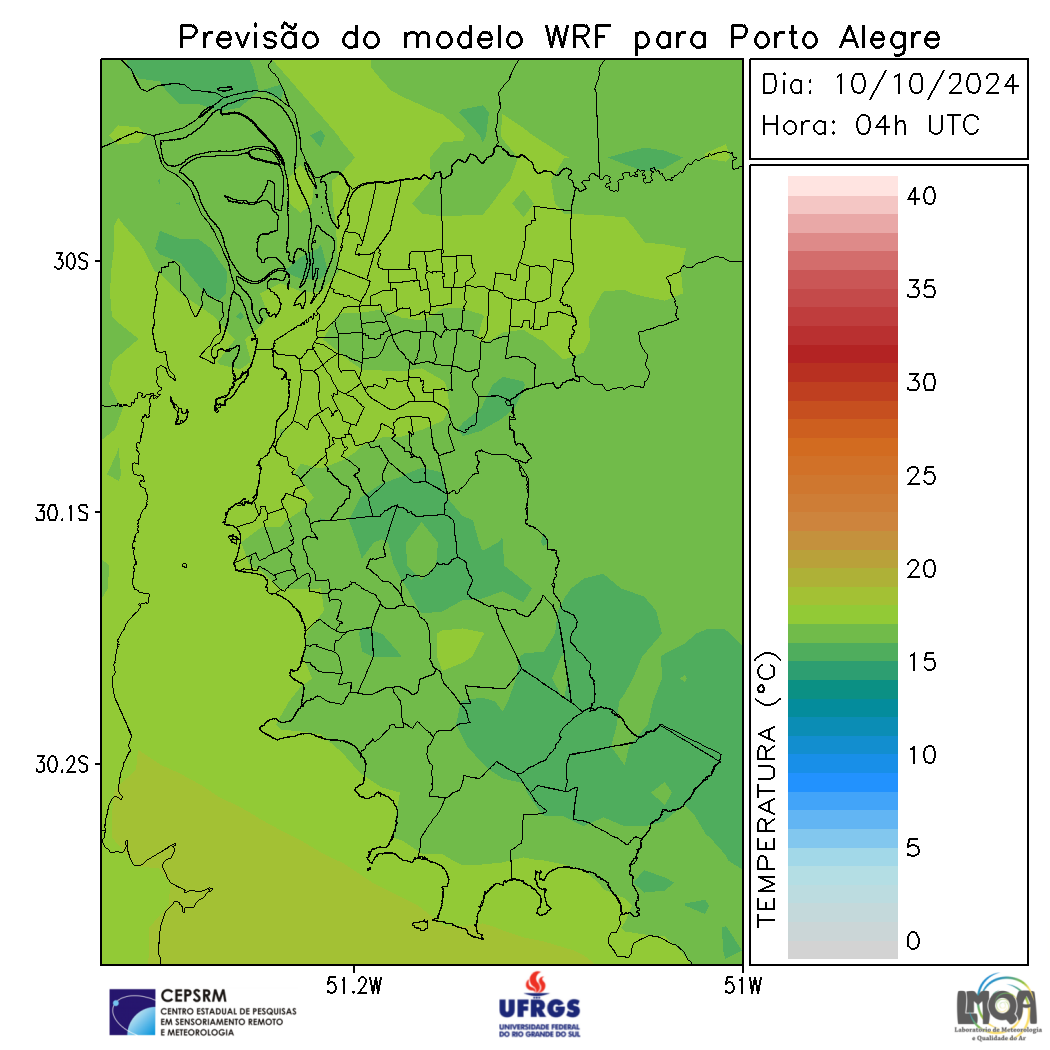 Previsão do modelo WRF para Porto Alegre
Dia: 10/10/2024
Hora: 04h UTC
40
35
30
25
20
15
10
5
0
TEMPERATURA (°C)
30S
30.1S
30.2S
51.2W
51W
CEPSRM
CENTRO ESTADUAL DE PESQUISAS
EM SENSORIAMENTO REMOTO
E METEOROLOGIA
UFRGS
UNIVERSIDADE FEDERAL
DO RIO GRANDE DO SUL
LMQA
Laboratório de Meteorologia
e Qualidade do Ar